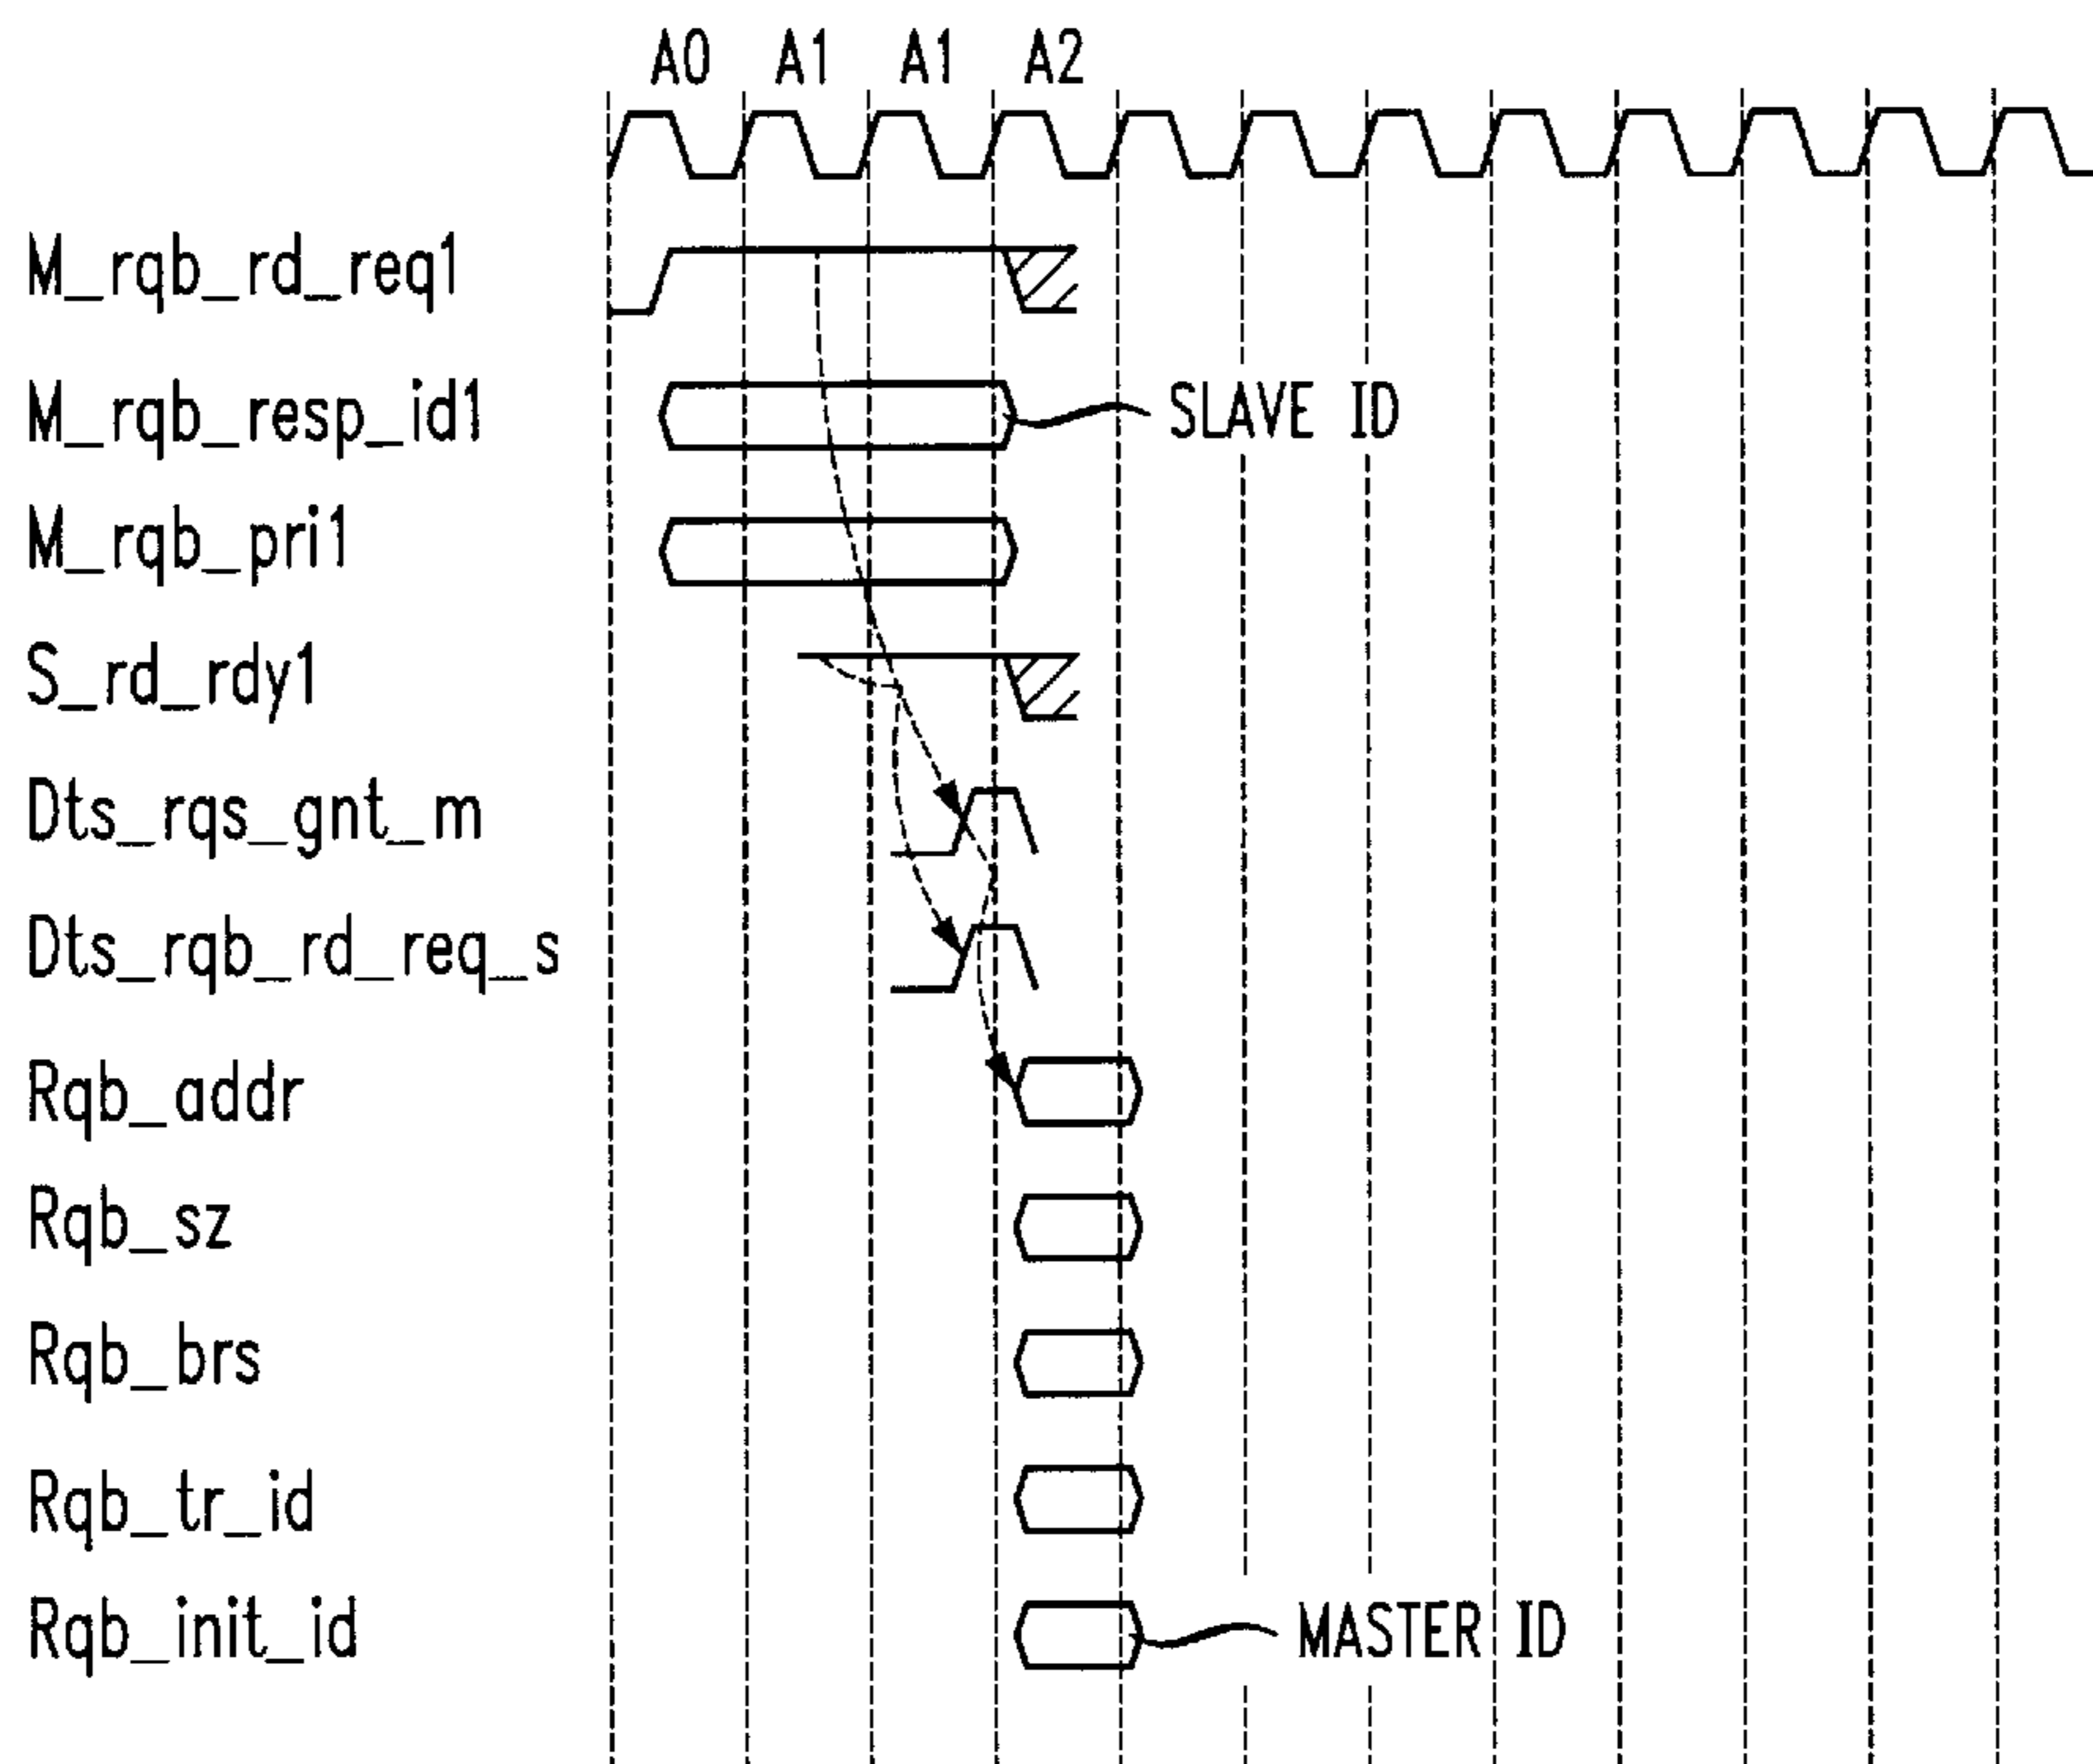 A0 A1 A1 A2
M_rqb_rd_req1
M_rqb_resp_id1 SLAVE ID
M_rqb_pri1
S_rd_rdy1
Dts_rqs_gnt_m
Dts_rqb_rd_req_s
Rqb_addr
Rqb_sz
Rqb_brs
Rqb_tr_id
Rqb_init_id MASTER ID